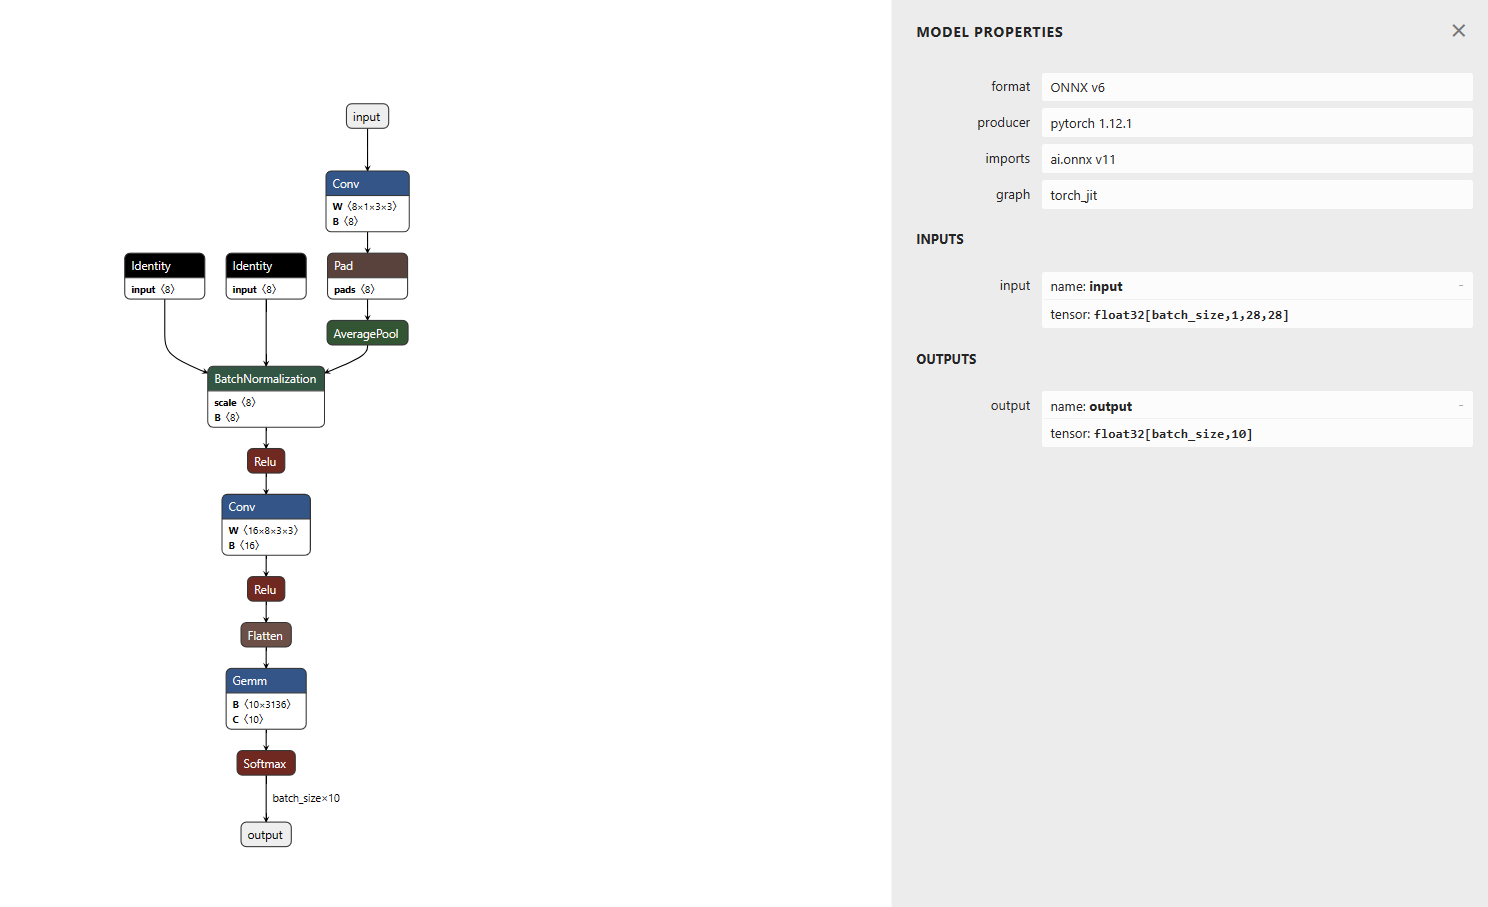 input
Conv
W 〈8×1×3×3〉
B 〈8〉
Identity
input 〈8〉
Identity
input 〈8〉
Pad
pads 〈8〉
AveragePool
BatchNormalization
scale 〈8〉
B 〈8〉
Relu
Conv
W 〈16×8×3×3〉
B 〈16〉
Relu
Flatten
Gemm
B 〈10×3136〉
C 〈10〉
Softmax
batch_size×10
output
MODEL PROPERTIES
format ONNX v6
producer pytorch 1.12.1
imports ai.onnx v11
graph torch_jit
INPUTS
input name: input -
tensor: float32[batch_size,1,28,28]
OUTPUTS
output name: output -
tensor: float32[batch_size,10]